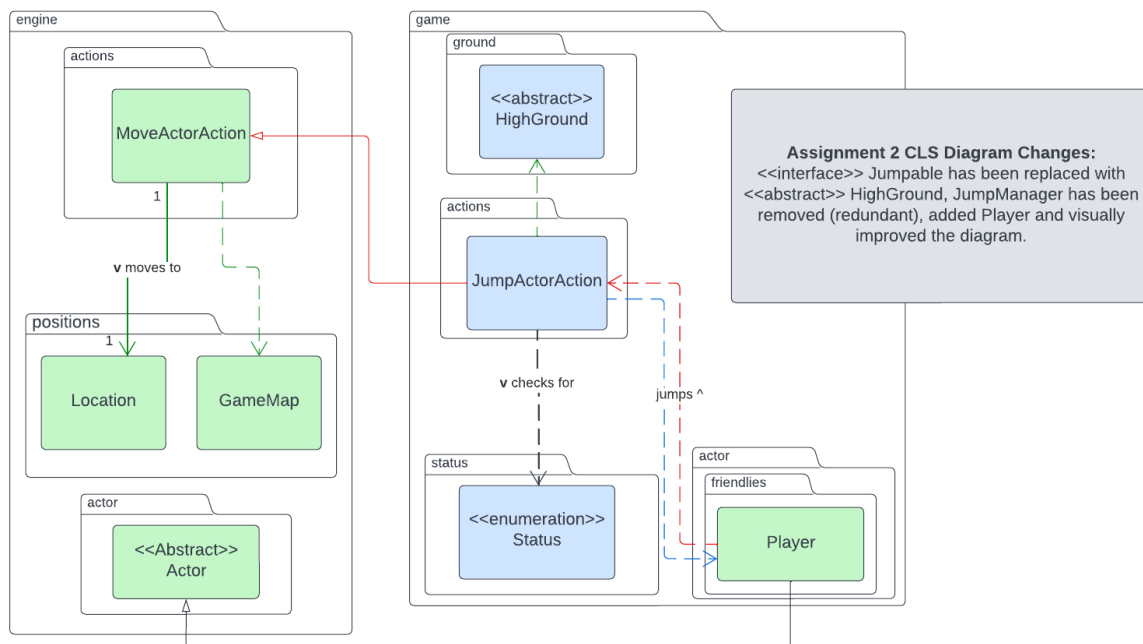 engine
actions
MoveActorAction
1
v moves to
positions
1
Location
GameMap
actor
<<Abstract>>
Actor
game
ground
<<abstract>>
HighGround
actions
JumpActorAction
v checks for
jumps ^
status
<<enumeration>>
Status
actor
friendlies
Player
Assignment 2 CLS Diagram Changes:
<<interface>> Jumpable has been replaced with
<<abstract>> HighGround, JumpManager has been
removed (redundant), added Player and visually
improved the diagram.